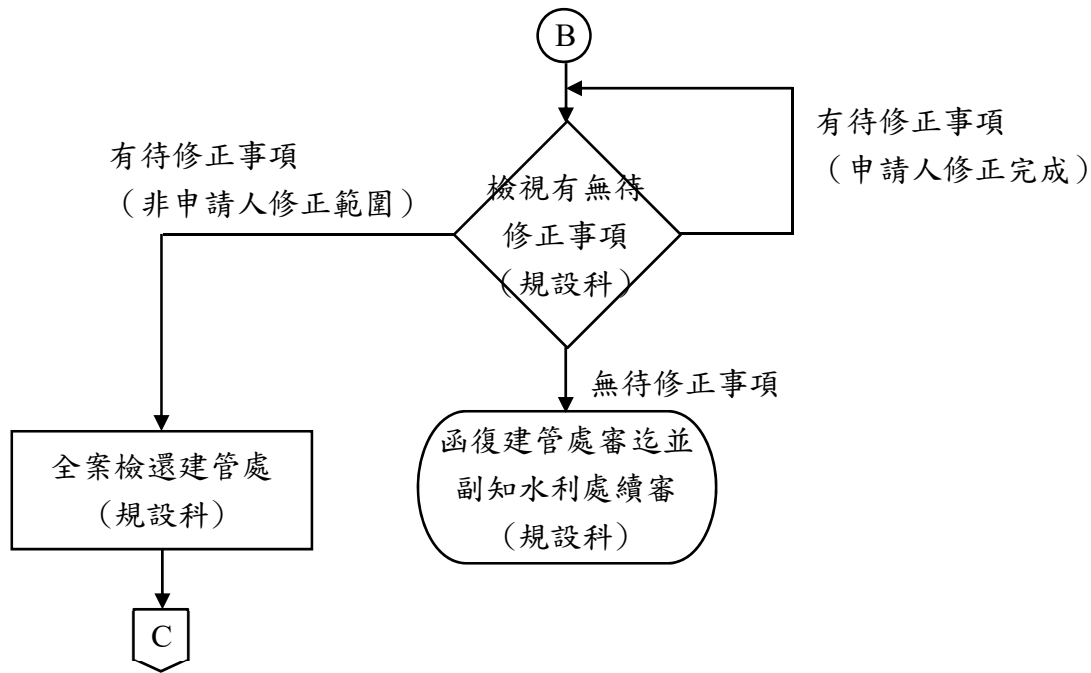 B
有待修正事項
（申請人修正完成）
有待修正事項
（非申請人修正範圍）
檢視有無待
修正事項
（規設科）
無待修正事項
全案檢還建管處
（規設科）
函復建管處審迄並
副知水利處續審
（規設科）
C